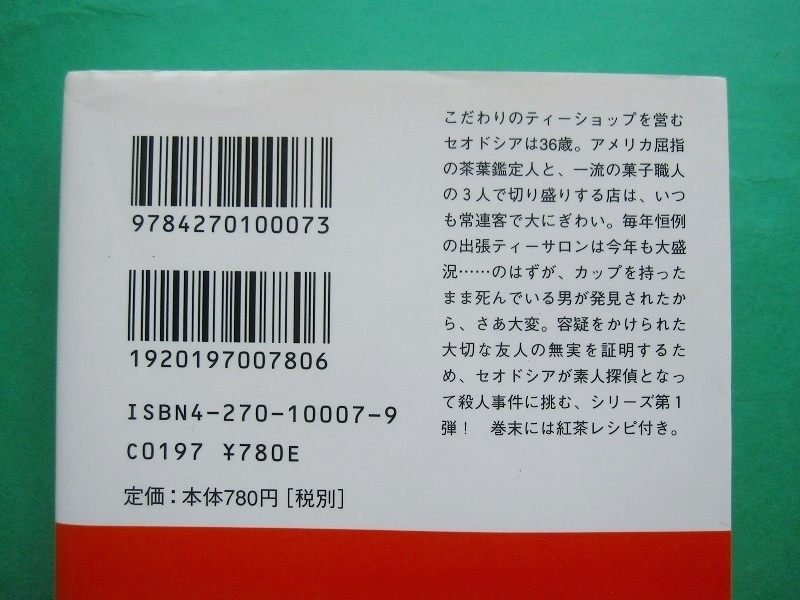 9784270100073
1920197007806
ISBN4-270-10007-9
C0197 ¥780E
定価：本体780円［税別］
こだわりのティーショップを営む
セオドシアは36歳。アメリカ屈指
の茶葉鑑定人と、一流の菓子職人
の３人で切り盛りする店は、いつ
も常連客で大にぎわい。毎年恒例
の出張ティーサロンは今年も大盛
況……のはずが、カップを持った
まま死んでいる男が発見されたか
ら、さあ大変。容疑をかけられた
大切な友人の無実を証明するた
め、セオドシアが素人探偵となっ
て殺人事件に挑む、シリーズ第１
弾！　巻末には紅茶レシピ付き。